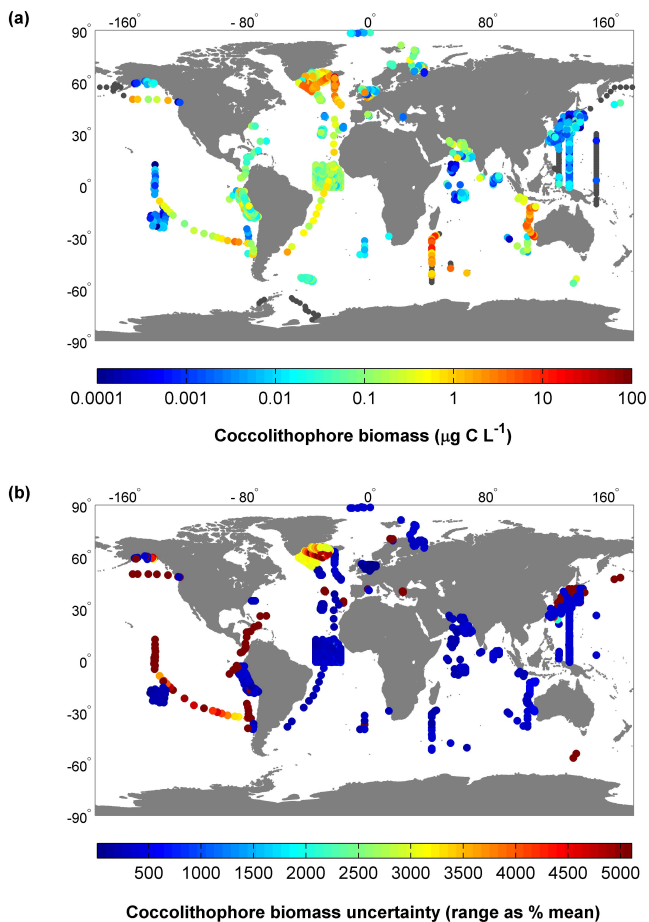 (a)
-160° -80° 0° 80° 160°
90°
60°
30°
0
-30°
-60°
-90°
0.0001 0.001 0.01 0.1 1 10 100
Coccolithophore biomass (μg C L⁻¹)
(b)
-160° -80° 0° 80° 160°
90°
60°
30°
0°
-30°
-60°
-90°
500 1000 1500 2000 2500 3000 3500 4000 4500 5000
Coccolithophore biomass uncertainty (range as % mean)